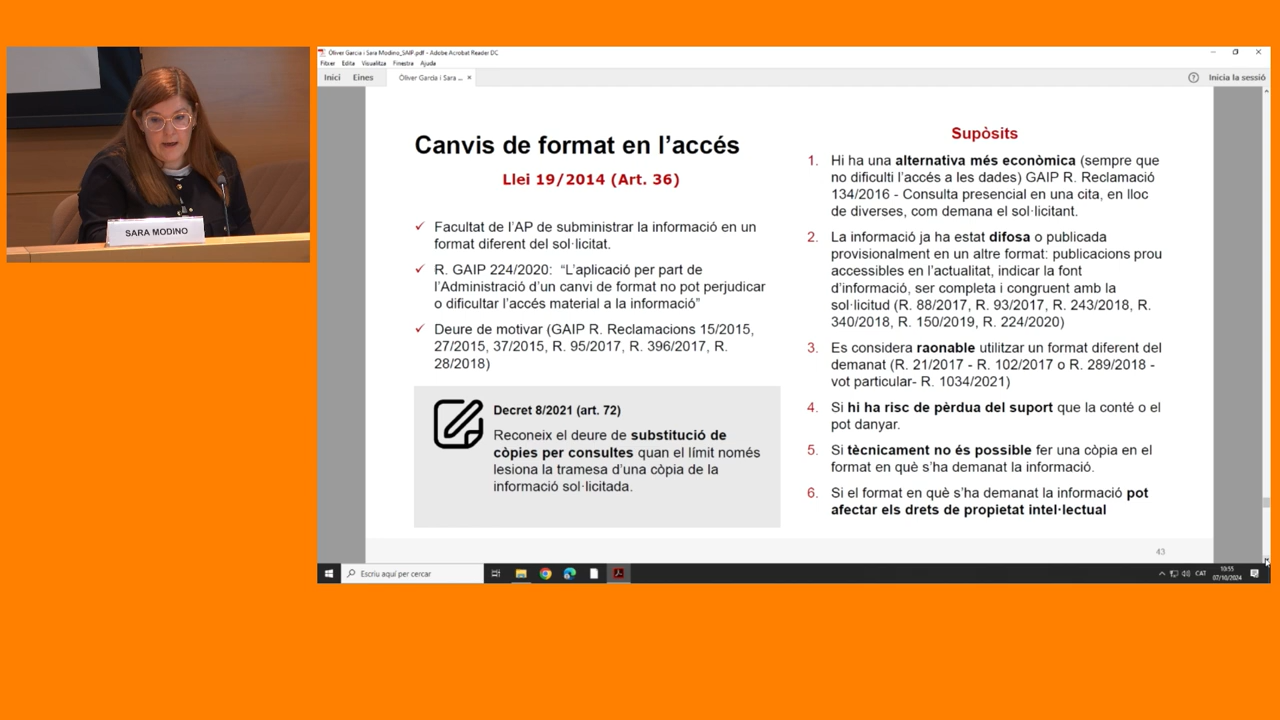 SARA MODINO
Óliver Garcia i Sara Modino_SAIP.pdf - Adobe Acrobat Reader DC
Fitxer Edita Visualitza Finestra Ajuda
Inici Eines Óliver Garcia i Sara ... × Inicia la sessió
Canvis de format en l’accés
Llei 19/2014 (Art. 36)
✓ Facultat de l’AP de subministrar la informació en un
format diferent del sol·licitat.
✓ R. GAIP 224/2020: “L’aplicació per part de
l’Administració d’un canvi de format no pot perjudicar
o dificultar l’accés material a la informació”
✓ Deure de motivar (GAIP R. Reclamacions 15/2015,
27/2015, 37/2015, R. 95/2017, R. 396/2017, R.
28/2018)
Decret 8/2021 (art. 72)
Reconeix el deure de substitució de
còpies per consultes quan el límit només
lesiona la tramesa d’una còpia de la
informació sol·licitada.
Supòsits
1. Hi ha una alternativa més econòmica (sempre que
no dificulti l’accés a les dades) GAIP R. Reclamació
134/2016 - Consulta presencial en una cita, en lloc
de diverses, com demana el sol·licitant.
2. La informació ja ha estat difosa o publicada
provisionalment en un altre format: publicacions prou
accessibles en l’actualitat, indicar la font
d’informació, ser completa i congruent amb la
sol·licitud (R. 88/2017, R. 93/2017, R. 243/2018, R.
340/2018, R. 150/2019, R. 224/2020)
3. Es considera raonable utilitzar un format diferent del
demanat (R. 21/2017 - R. 102/2017 o R. 289/2018 -
vot particular- R. 1034/2021)
4. Si hi ha risc de pèrdua del suport que la conté o el
pot danyar.
5. Si tècnicament no és possible fer una còpia en el
format en què s’ha demanat la informació.
6. Si el format en què s’ha demanat la informació pot
afectar els drets de propietat intel·lectual
43
Escriu aquí per cercar
CAT
10:55
07/10/2024